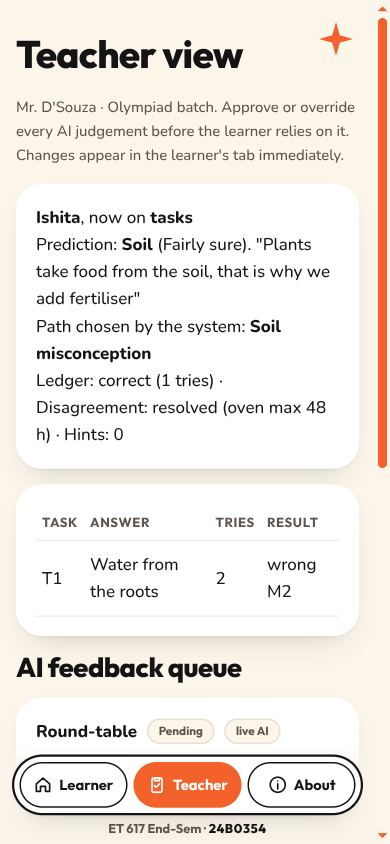 Teacher view
Mr. D'Souza · Olympiad batch. Approve or override
every AI judgement before the learner relies on it.
Changes appear in the learner's tab immediately.
Ishita, now on tasks
Prediction: Soil (Fairly sure). "Plants
take food from the soil, that is why we
add fertiliser"
Path chosen by the system: Soil
misconception
Ledger: correct (1 tries) ·
Disagreement: resolved (oven max 48
h) · Hints: 0
TASK ANSWER TRIES RESULT
T1 Water from the roots 2 wrong M2
AI feedback queue
Round-table Pending live AI
Learner Teacher About
ET 617 End-Sem · 24B0354